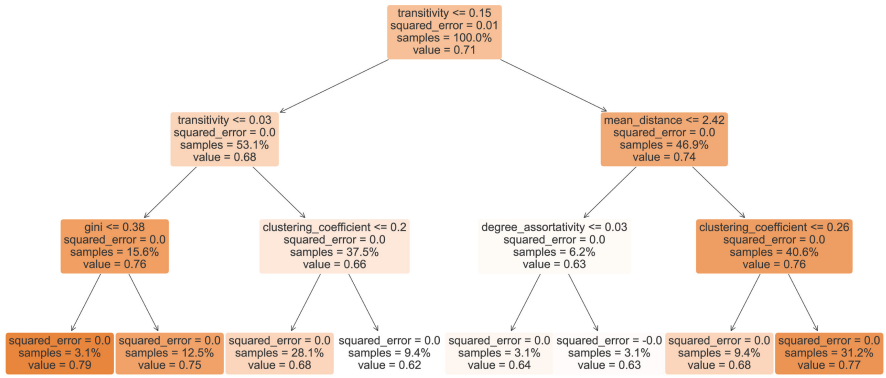 transitivity <= 0.15
squared_error = 0.01
samples = 100.0%
value = 0.71
transitivity <= 0.03
squared_error = 0.0
samples = 53.1%
value = 0.68
mean_distance <= 2.42
squared_error = 0.0
samples = 46.9%
value = 0.74
gini <= 0.38
squared_error = 0.0
samples = 15.6%
value = 0.76
clustering_coefficient <= 0.2
squared_error = 0.0
samples = 37.5%
value = 0.66
degree_assortativity <= 0.03
squared_error = 0.0
samples = 6.2%
value = 0.63
clustering_coefficient <= 0.26
squared_error = 0.0
samples = 40.6%
value = 0.76
squared_error = 0.0
samples = 3.1%
value = 0.79
squared_error = 0.0
samples = 12.5%
value = 0.75
squared_error = 0.0
samples = 28.1%
value = 0.68
squared_error = 0.0
samples = 9.4%
value = 0.62
squared_error = 0.0
samples = 3.1%
value = 0.64
squared_error = -0.0
samples = 3.1%
value = 0.63
squared_error = 0.0
samples = 9.4%
value = 0.68
squared_error = 0.0
samples = 31.2%
value = 0.77